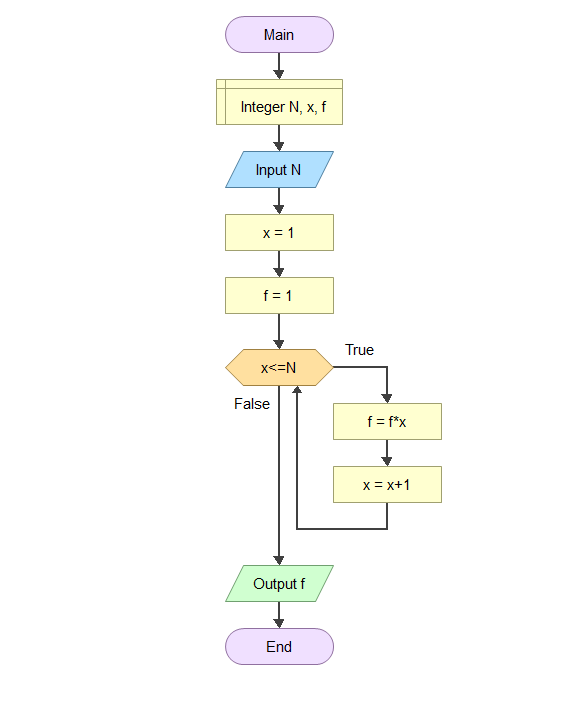 Main
Integer N, x, f
Input N
x = 1
f = 1
x<=N
True
False
f = f*x
x = x+1
Output f
End